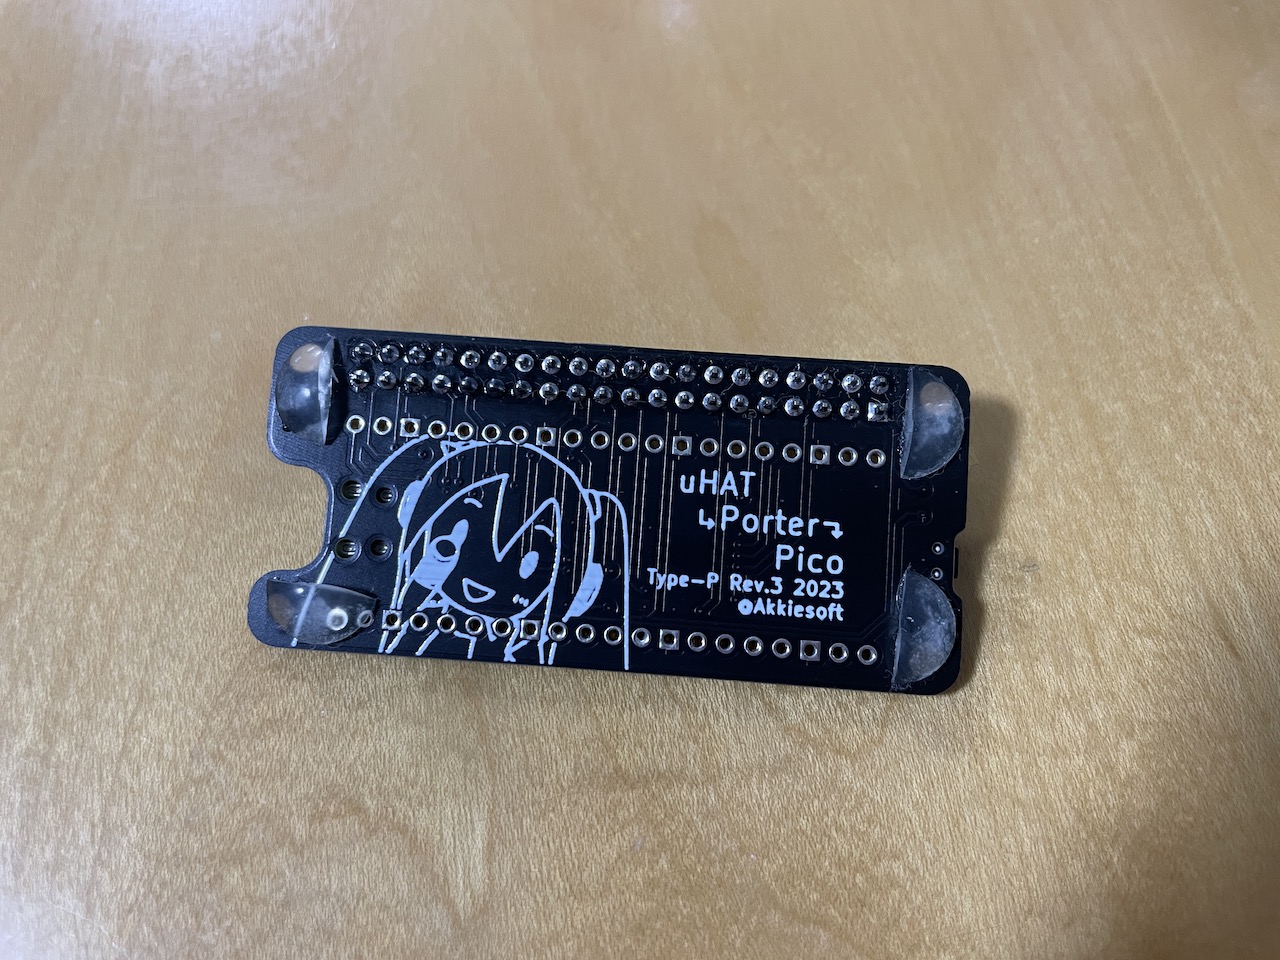 uHAT
↳Porter↴
Pico
Type-P Rev.3 2023
@Akkiesoft